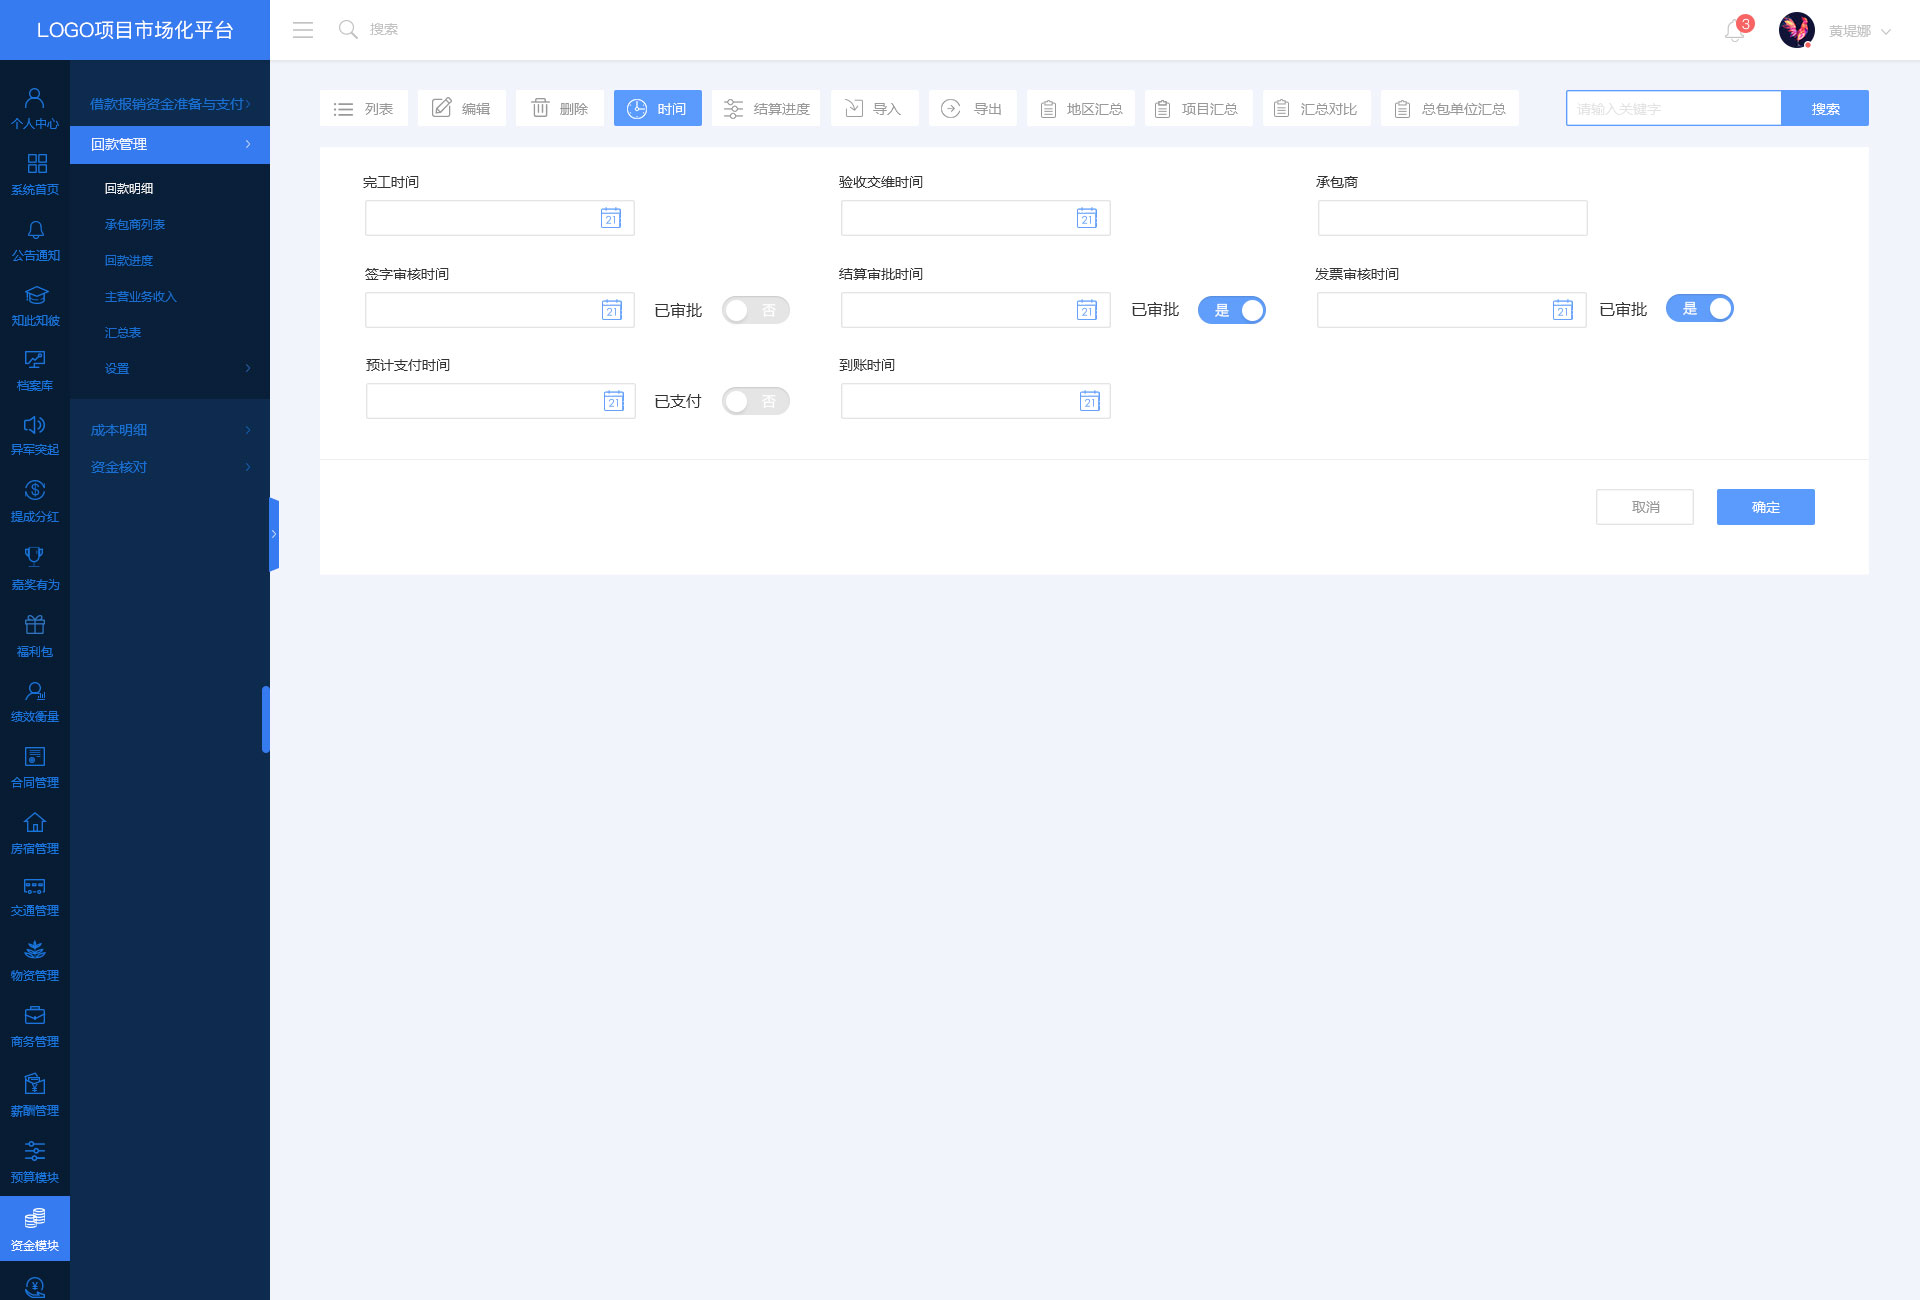 LOGO项目市场化平台
搜索
3
黄堤娜
个人中心
系统首页
公告通知
知此知彼
档案库
异军突起
提成分红
嘉奖有为
福利包
绩效衡量
合同管理
房宿管理
交通管理
物资管理
商务管理
薪酬管理
预算模块
资金模块
借款报销资金准备与支付
回款管理
回款明细
承包商列表
回款进度
主营业务收入
汇总表
设置
成本明细
资金核对
列表
编辑
删除
时间
结算进度
导入
导出
地区汇总
项目汇总
汇总对比
总包单位汇总
请输入关键字
搜索
完工时间
验收交维时间
承包商
21
21
签字审核时间
结算审批时间
发票审核时间
21
已审批
否
21
已审批
是
21
已审批
是
预计支付时间
到账时间
21
已支付
否
21
取消
确定